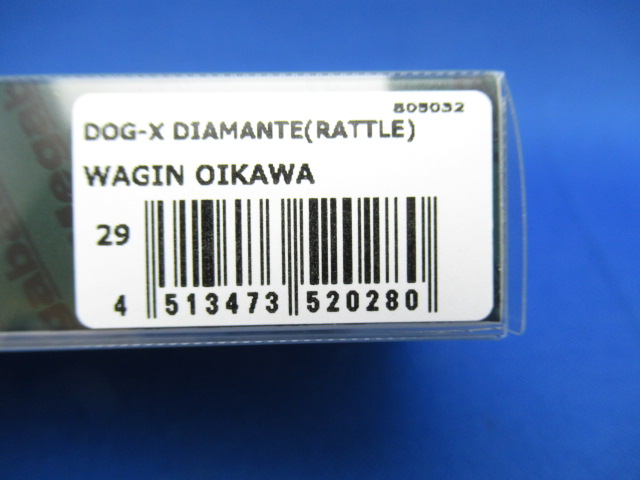 805032
DOG-X DIAMANTE(RATTLE)
WAGIN OIKAWA
29
4 513473 520280